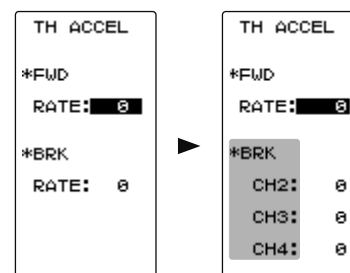 TH ACCEL
*FWD
RATE: 0
*BRK
RATE: 0
TH ACCEL
*FWD
RATE: 0
*BRK
CH2: 0
CH3: 0
CH4: 0